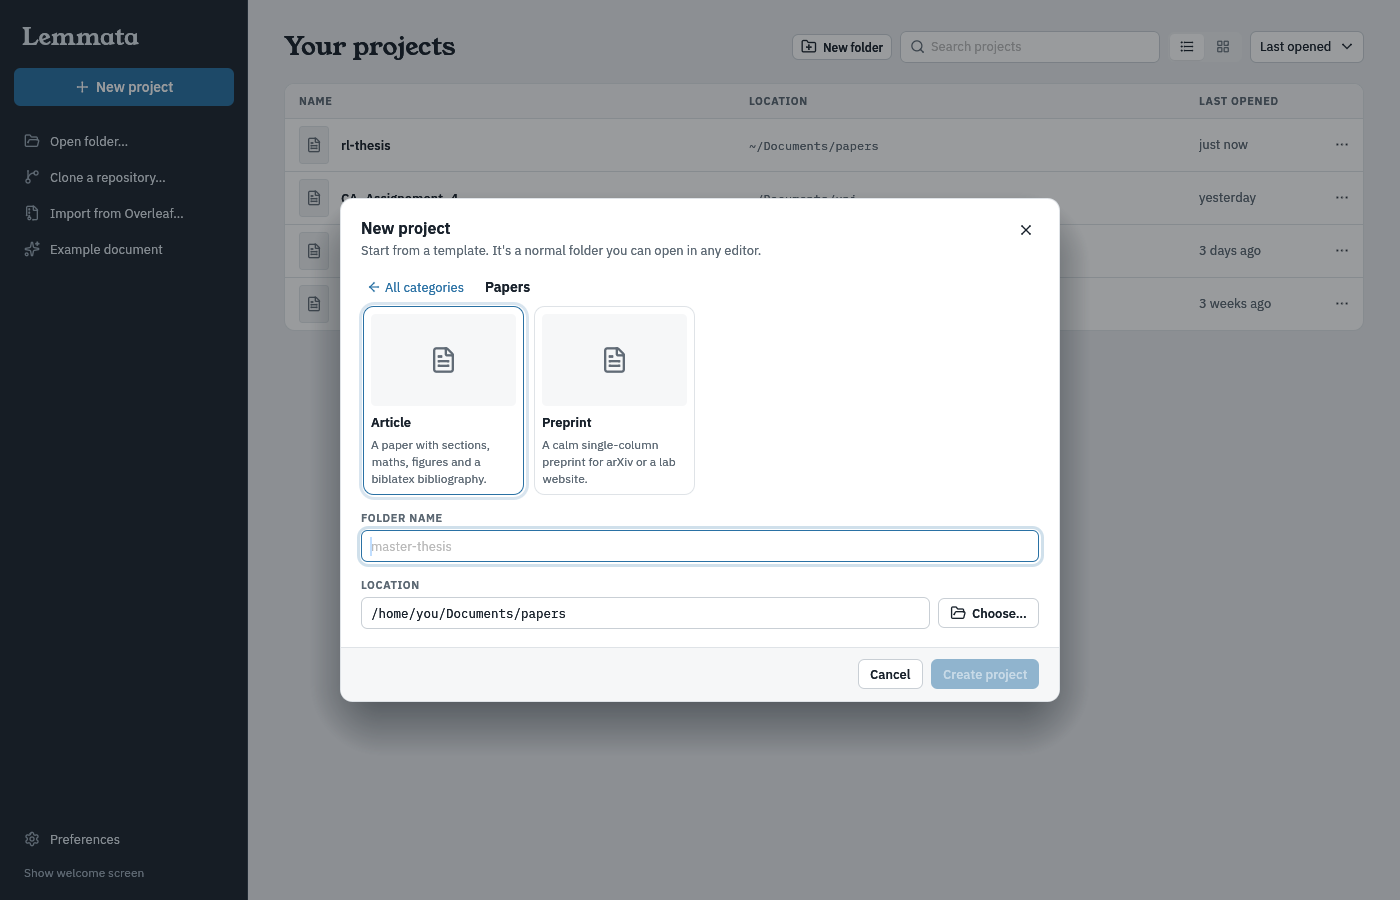 Lemmata
New project
Open folder...
Clone a repository...
Import from Overleaf...
Example document
Preferences
Show welcome screen
Your projects
New folder
Search projects
Last opened
NAME
LOCATION
LAST OPENED
rl-thesis
~/Documents/papers
just now
yesterday
3 days ago
3 weeks ago
New project
Start from a template. It's a normal folder you can open in any editor.
All categories
Papers
Article
A paper with sections,
maths, figures and a
biblatex bibliography.
Preprint
A calm single-column
preprint for arXiv or a lab
website.
FOLDER NAME
master-thesis
LOCATION
/home/you/Documents/papers
Choose...
Cancel
Create project